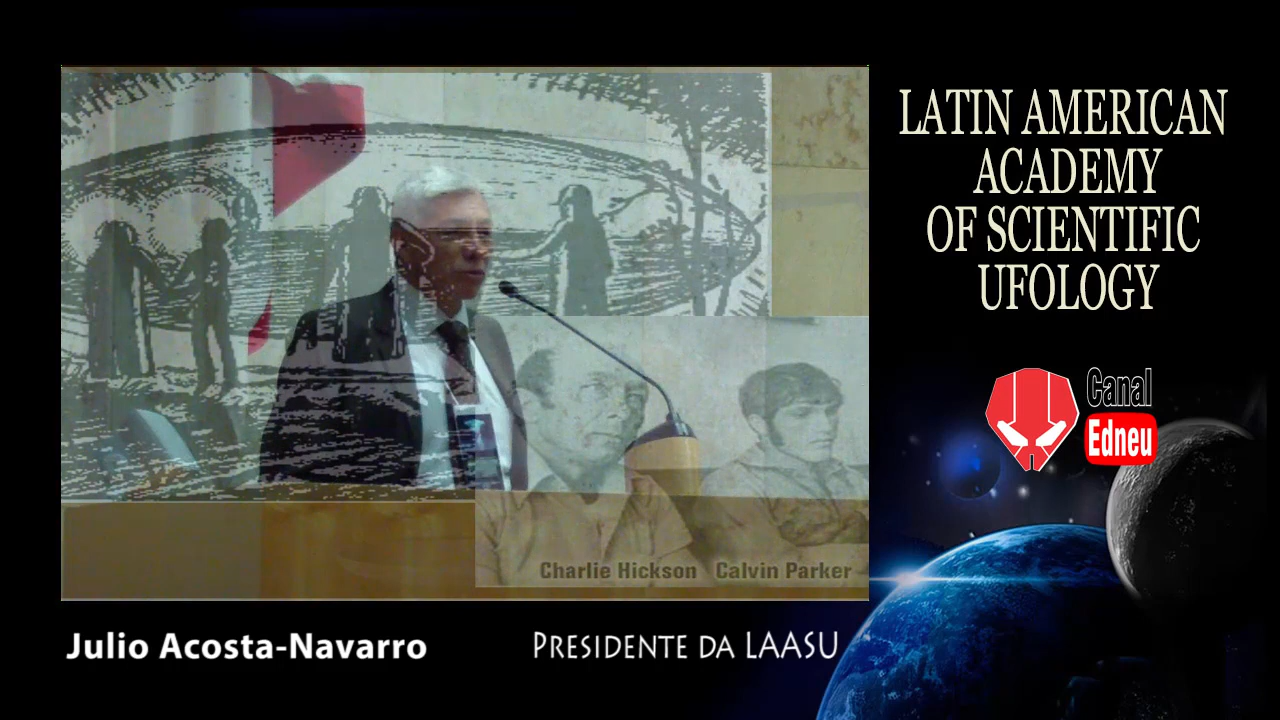 LATIN AMERICAN
ACADEMY
OF SCIENTIFIC
UFOLOGY
Canal
Edneu
Charlie Hickson Calvin Parker
Julio Acosta-Navarro PRESIDENTE DA LAASU